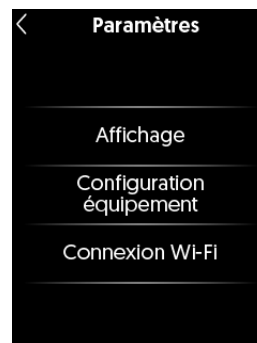 Paramètres
Affichage
Configuration
équipement
Connexion Wi-Fi